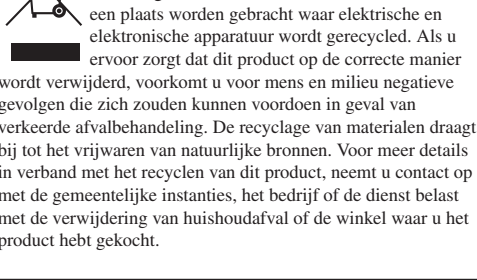 een plaats worden gebracht waar elektrische en
elektronische apparatuur wordt gerecycled. Als u
ervoor zorgt dat dit product op de correcte manier
wordt verwijderd, voorkomt u voor mens en milieu negatieve
gevolgen die zich zouden kunnen voordoen in geval van
verkeerde afvalbehandeling. De recyclage van materialen draagt
bij tot het vrijwaren van natuurlijke bronnen. Voor meer details
in verband met het recyclen van dit product, neemt u contact op
met de gemeentelijke instanties, het bedrijf of de dienst belast
met de verwijdering van huishoudafval of de winkel waar u het
product hebt gekocht.